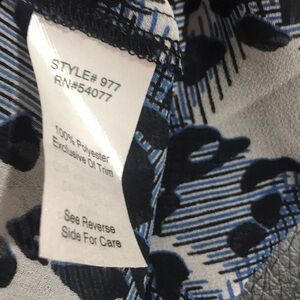 STYLE# 977
RN#54077
100% Polyester
Exclusive Of Trim
See Reverse
Side For Care